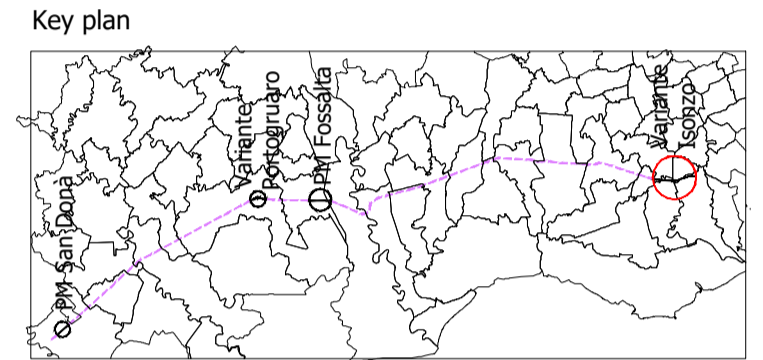 Key plan
PM San Donà
Variante
Portogruaro
PM Fossalta
Variante
Isonzo